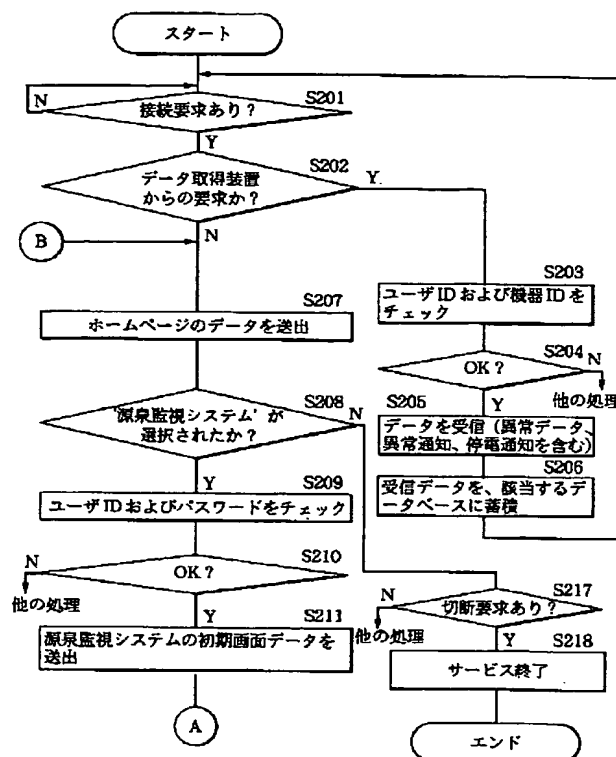 スタート
N
接続要求あり?
S201
Y
データ取得装置
からの要求か?
S202
Y
B
N
S203
ユーザIDおよび機器IDを
チェック
S207
ホームページのデータを送出
S204
OK?
N
他の処理
Y
S205
データを受信(異常データ、
異常通知、停電通知を含む)
S206
受信データを、該当する
データベースに蓄積
S208
'源泉監視システム'が
選択されたか?
N
Y
S209
ユーザIDおよびパスワードをチェック
S210
N
OK?
他の処理
Y
S211
源泉監視システムの初期画面データを
送出
A
S217
N
切断要求あり?
他の処理
Y
S218
サービス終了
エンド